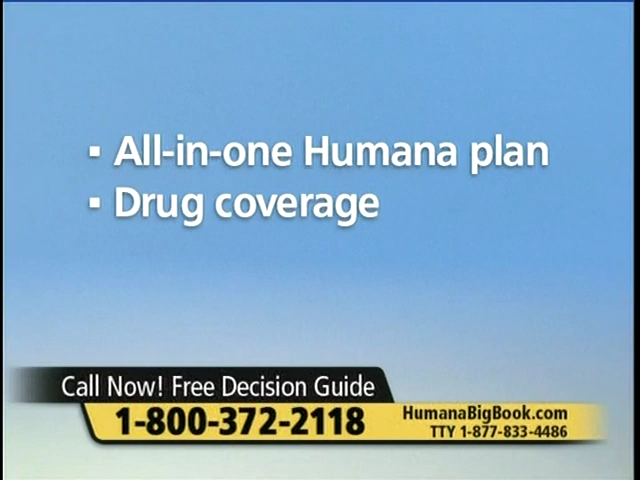 ▪ All-in-one Humana plan
▪ Drug coverage
Call Now! Free Decision Guide
1-800-372-2118
HumanaBigBook.com
TTY 1-877-833-4486